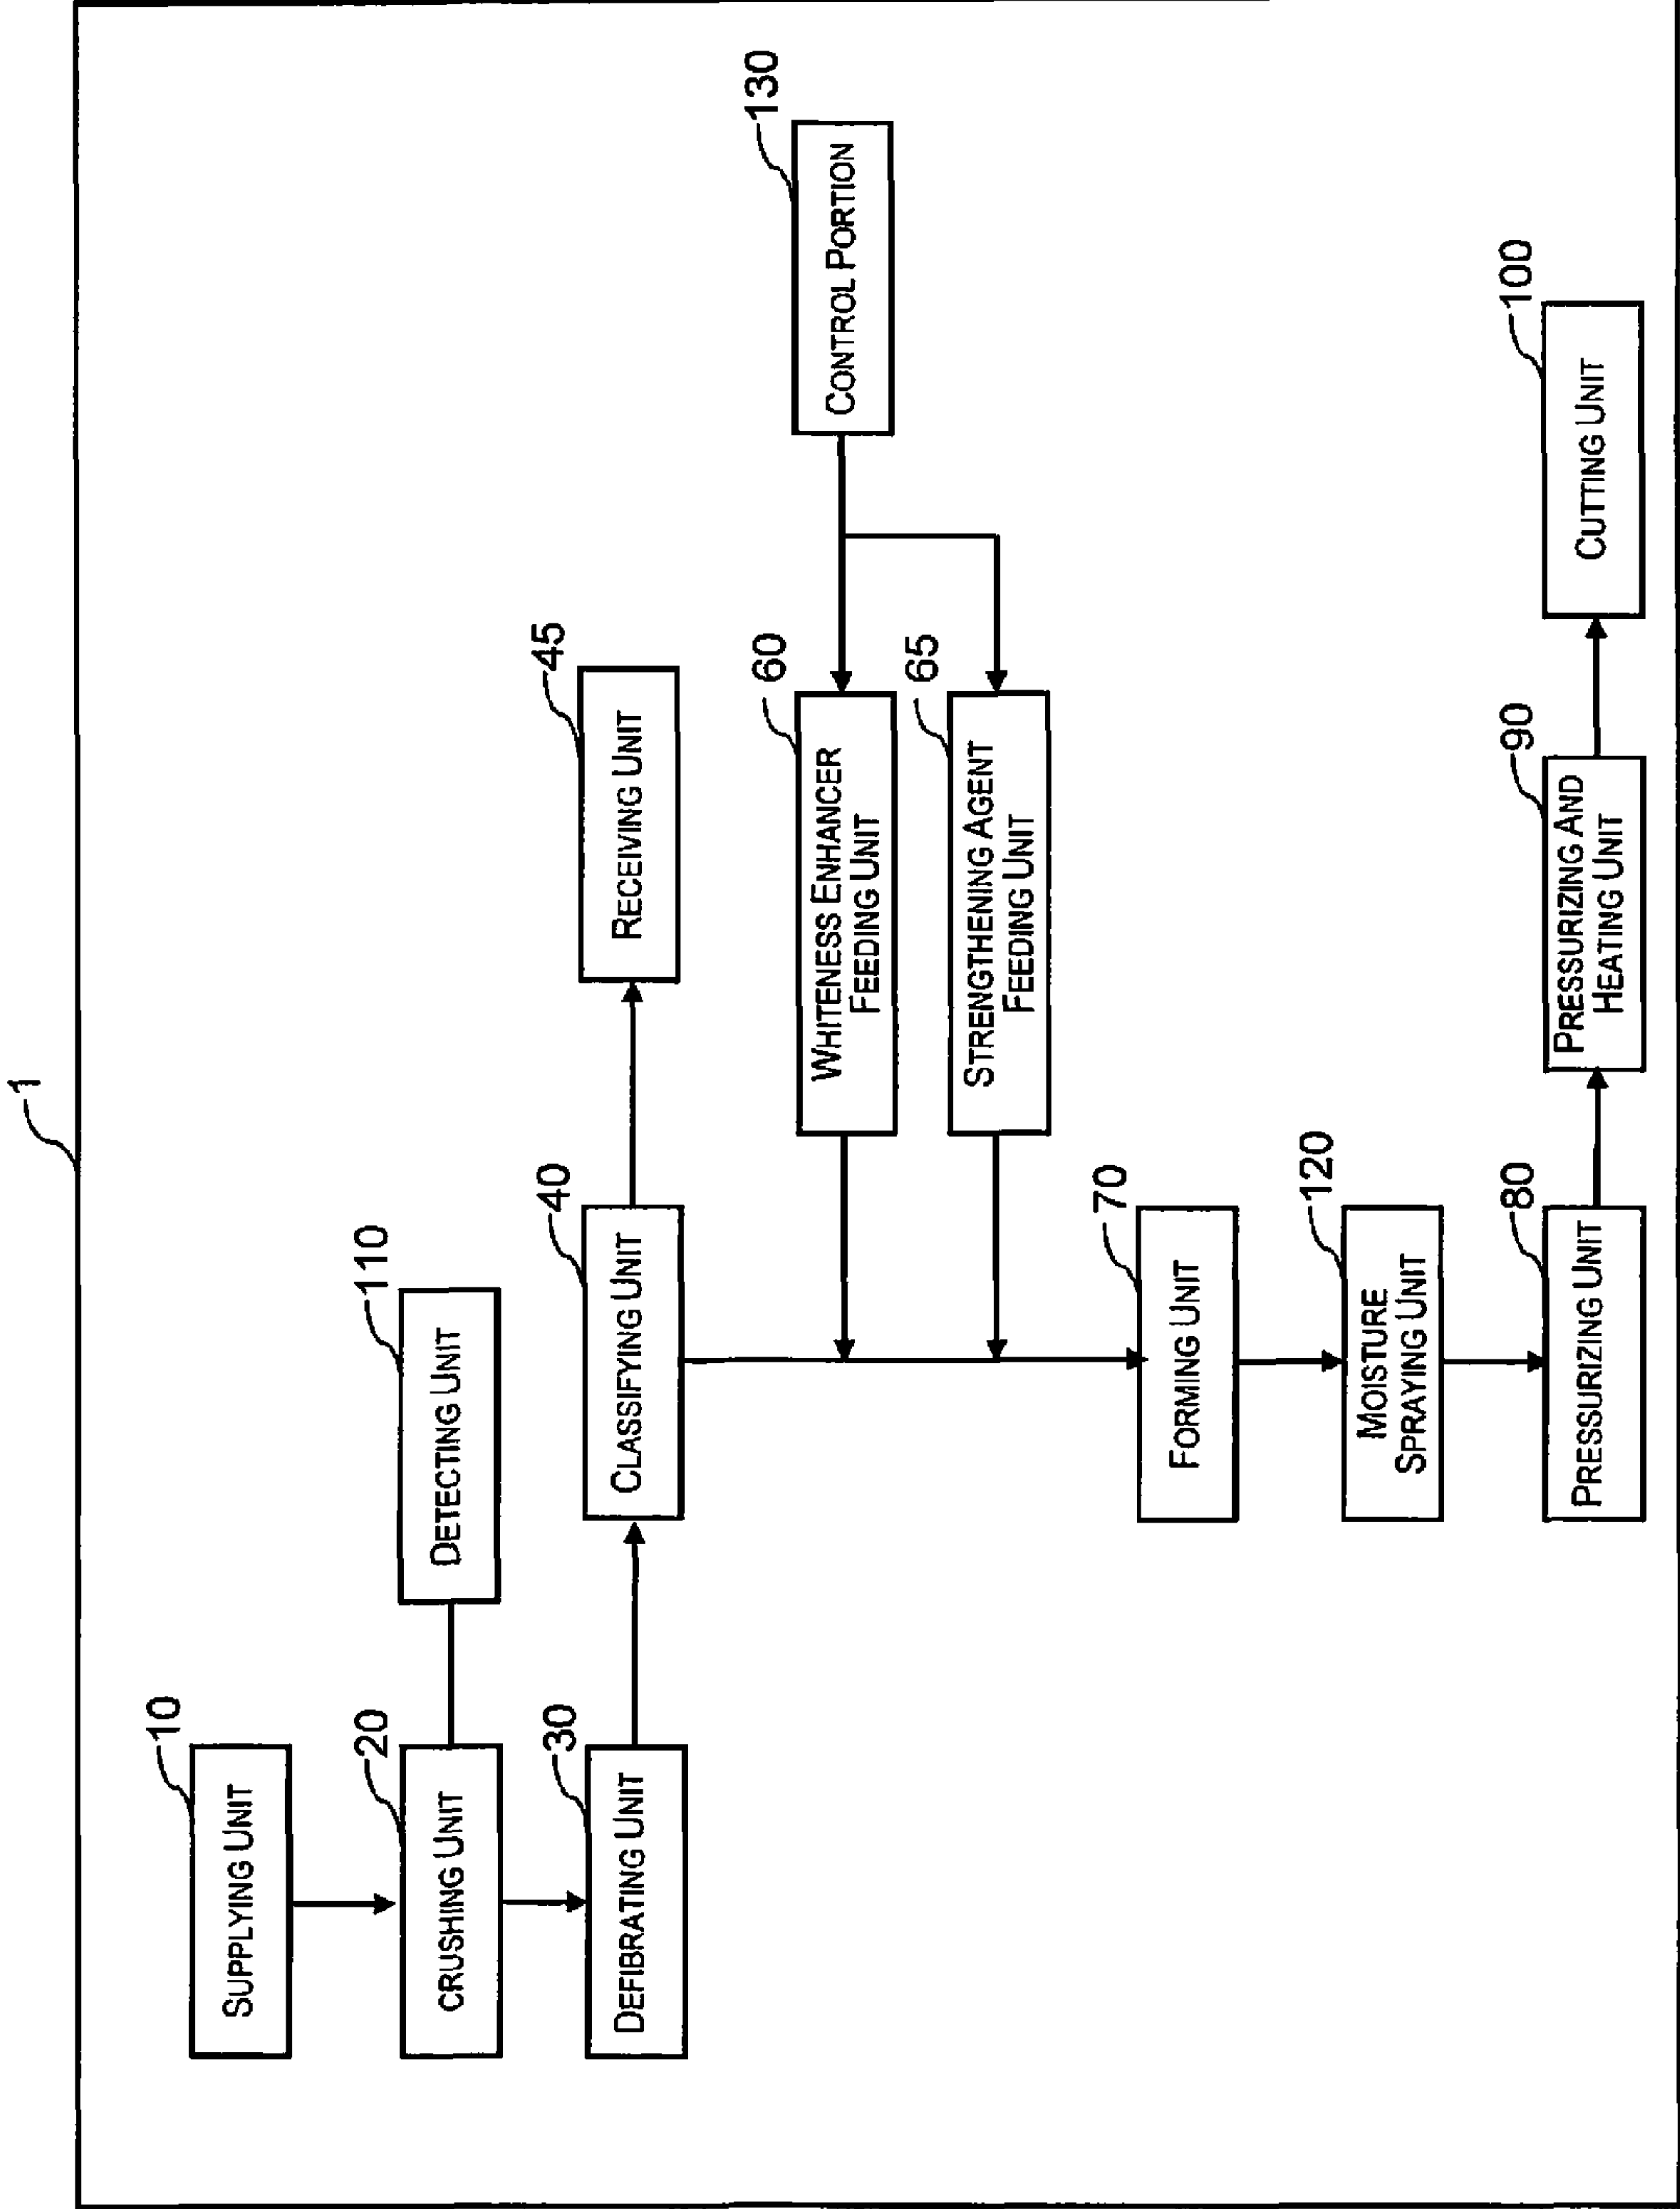 1
10
SUPPLYING UNIT
20
CRUSHING UNIT
110
DETECTING UNIT
30
DEFIBRATING UNIT
40
CLASSIFYING UNIT
45
RECEIVING UNIT
60
WHITENESS ENHANCER
FEEDING UNIT
130
CONTROL PORTION
65
STRENGTHENING AGENT
FEEDING UNIT
70
FORMING UNIT
120
MOISTURE
SPRAYING UNIT
80
PRESSURIZING UNIT
90
PRESSURIZING AND
HEATING UNIT
100
CUTTING UNIT